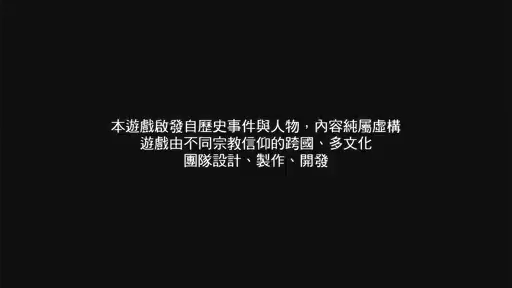 本遊戲啟發自歷史事件與人物，內容純屬虛構
遊戲由不同宗教信仰的跨國、多文化
團隊設計、製作、開發